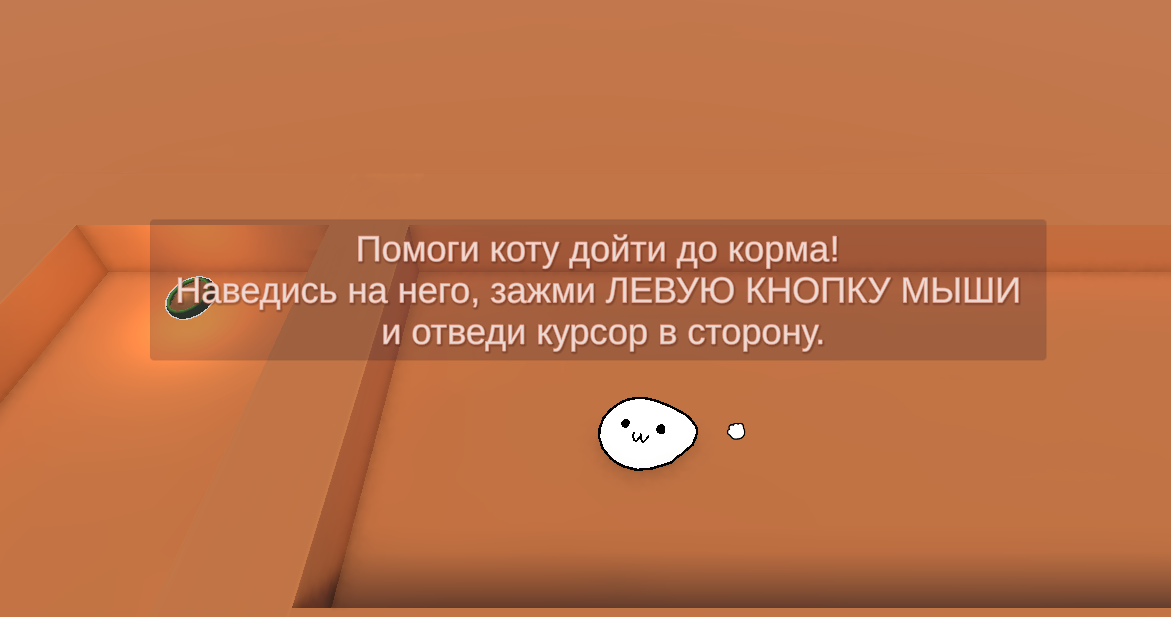 Помоги коту дойти до корма!
Наведись на него, зажми ЛЕВУЮ КНОПКУ МЫШИ
и отведи курсор в сторону.